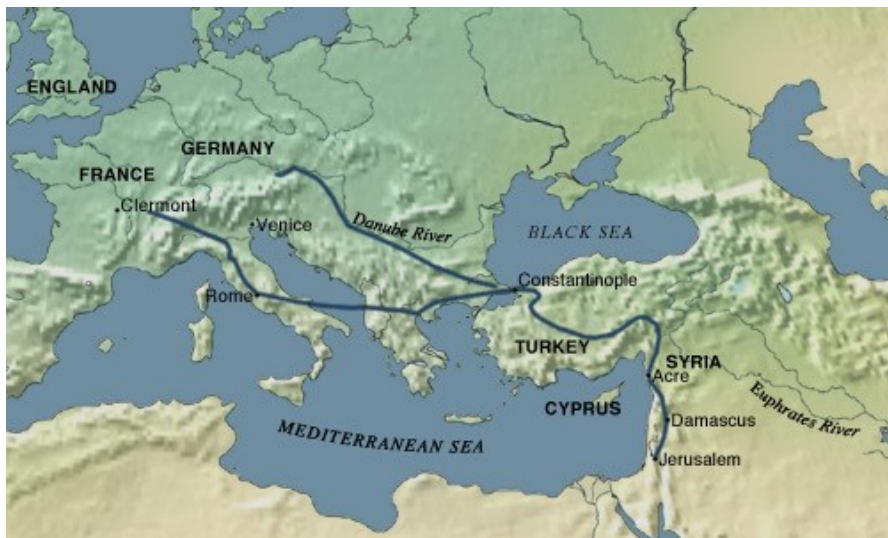 ENGLAND
GERMANY
FRANCE
Clermont
Venice
Danube River
BLACK SEA
Constantinople
Rome
TURKEY
SYRIA
Acre
CYPRUS
Euphrates River
Damascus
MEDITERRANEAN SEA
Jerusalem